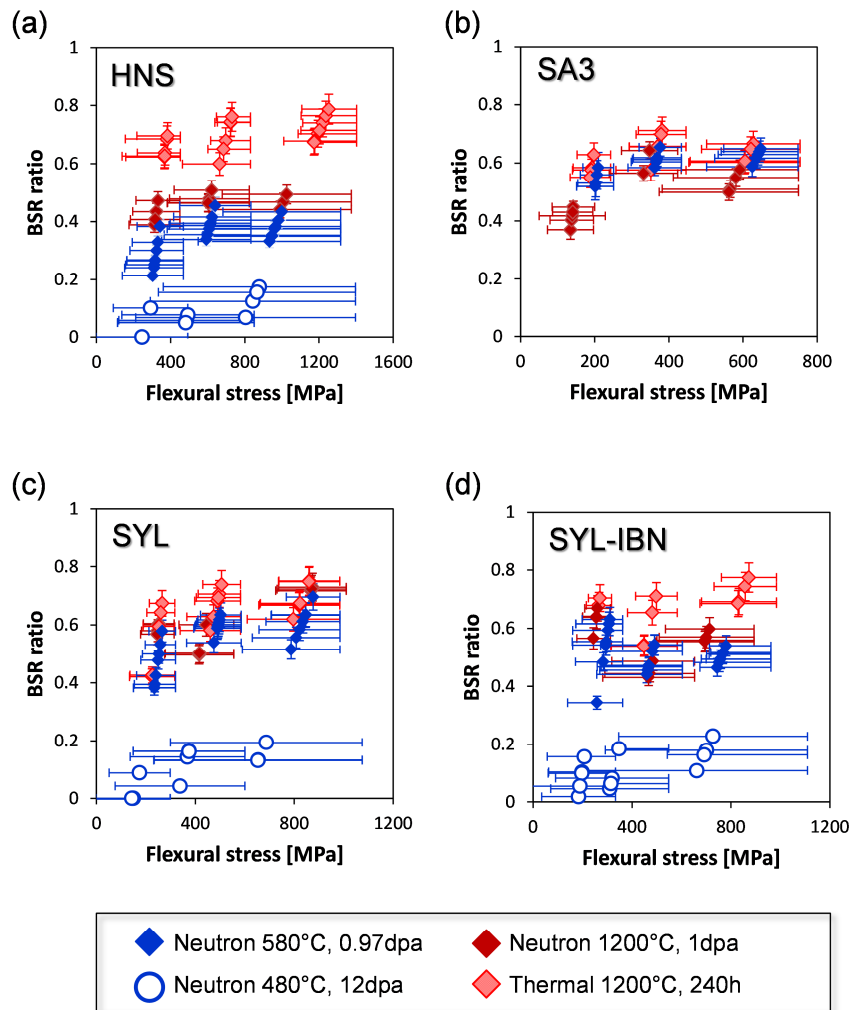 (a)
HNS
1
0.8
0.6
0.4
0.2
0
BSR ratio
0 400 800 1200 1600
Flexural stress [MPa]
(b)
SA3
1
0.8
0.6
0.4
0.2
0
BSR ratio
0 200 400 600 800
Flexural stress [MPa]
(c)
SYL
1
0.8
0.6
0.4
0.2
0
BSR ratio
0 400 800 1200
Flexural stress [MPa]
(d)
SYL-IBN
1
0.8
0.6
0.4
0.2
0
BSR ratio
0 400 800 1200
Flexural stress [MPa]
Neutron 580°C, 0.97dpa
Neutron 1200°C, 1dpa
Neutron 480°C, 12dpa
Thermal 1200°C, 240h